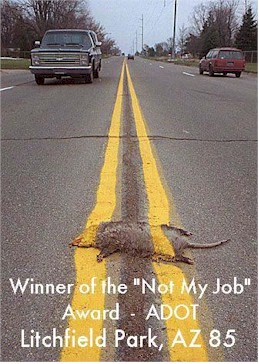 Winner of the "Not My Job"
Award - ADOT
Litchfield Park, AZ 85